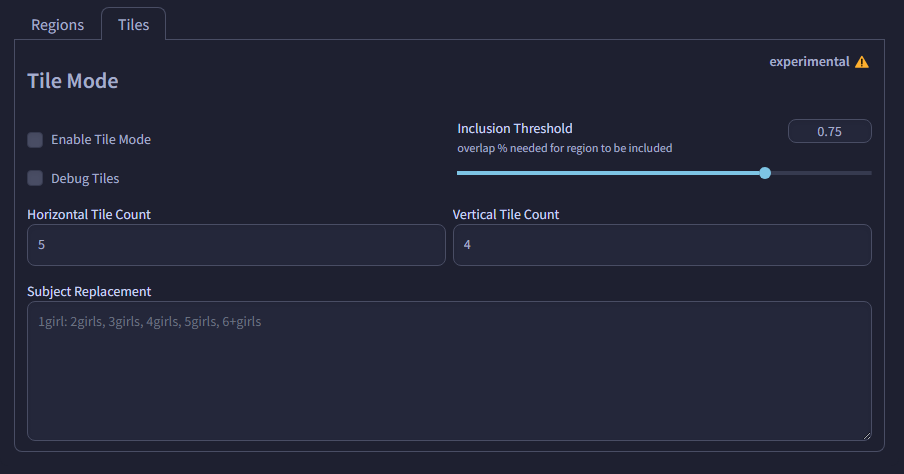 Regions
Tiles
experimental ⚠️
Tile Mode
Enable Tile Mode
Inclusion Threshold
0.75
overlap % needed for region to be included
Debug Tiles
Horizontal Tile Count
Vertical Tile Count
5
4
Subject Replacement
1girl: 2girls, 3girls, 4girls, 5girls, 6+girls